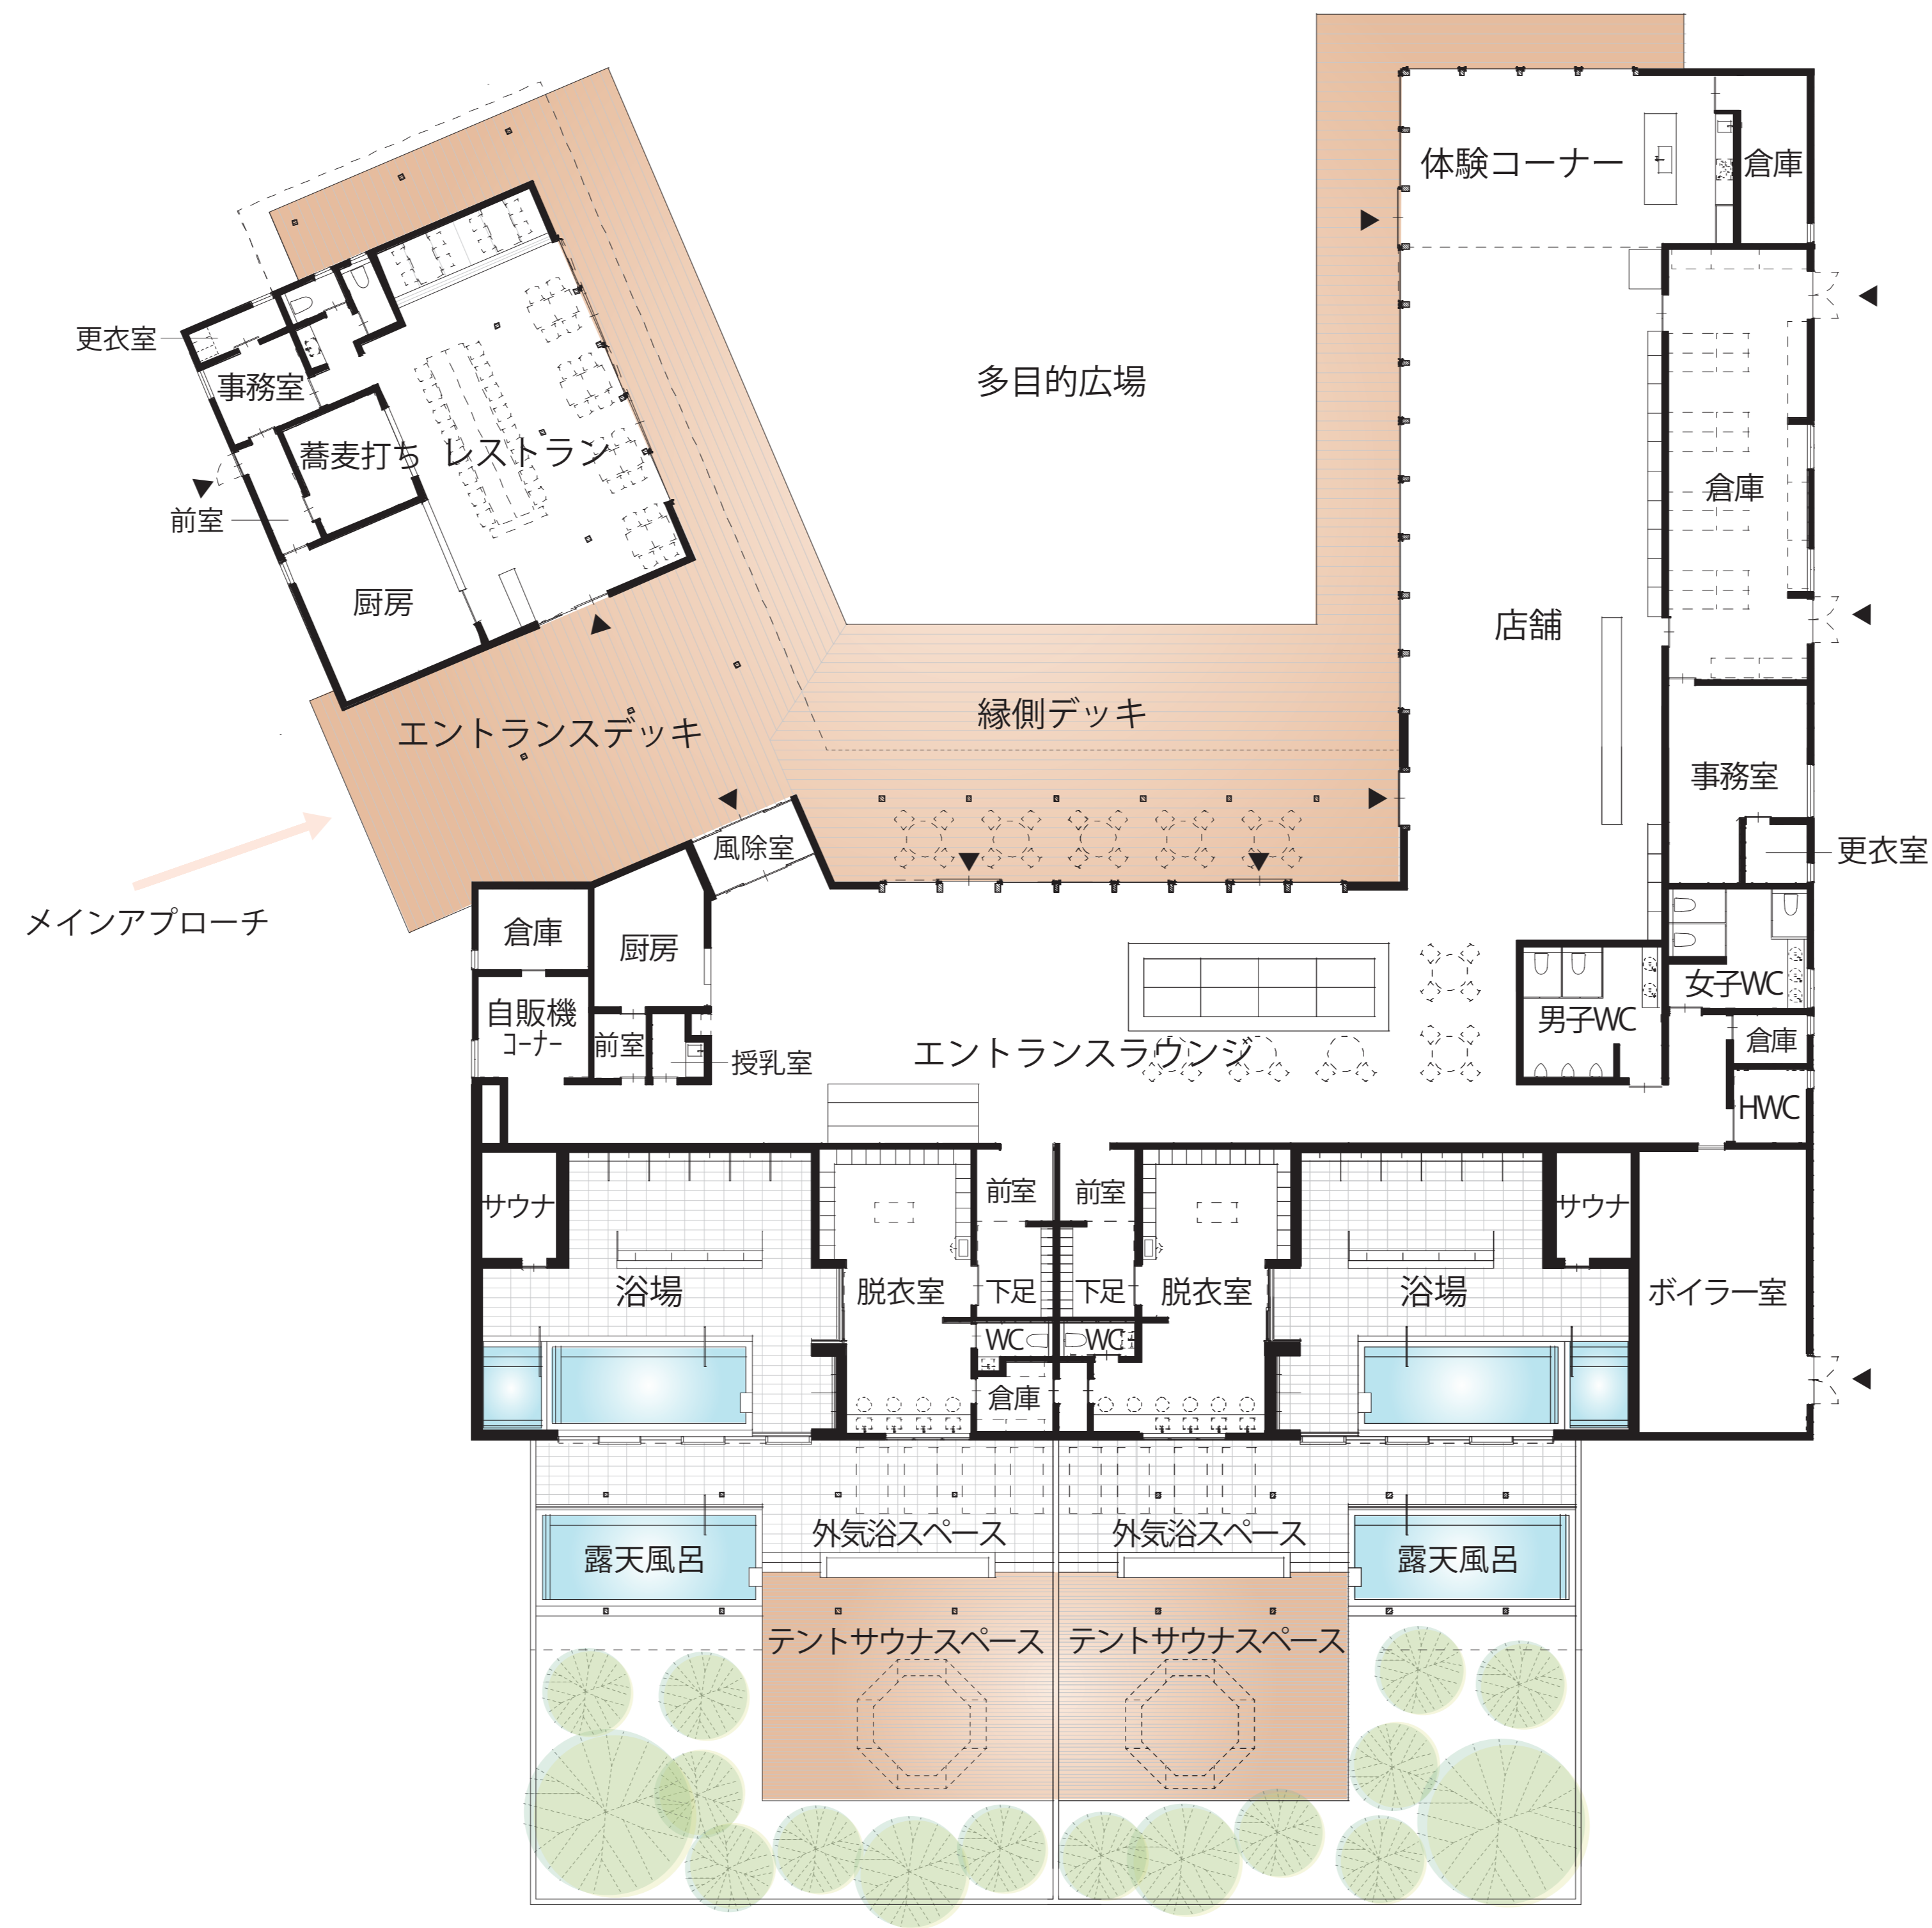 体験コーナー
倉庫
更衣室
事務室
多目的広場
蕎麦打ち
レストラン
倉庫
前室
厨房
店舗
エントランスデッキ
縁側デッキ
事務室
風除室
更衣室
メインアプローチ
倉庫
厨房
女子WC
自販機
コーナー
前室
授乳室
エントランスラウンジ
男子WC
倉庫
HWC
サウナ
前室
前室
サウナ
浴場
脱衣室
下足
下足
脱衣室
浴場
ボイラー室
WC
WC
倉庫
外気浴スペース
外気浴スペース
露天風呂
露天風呂
テントサウナスペース
テントサウナスペース